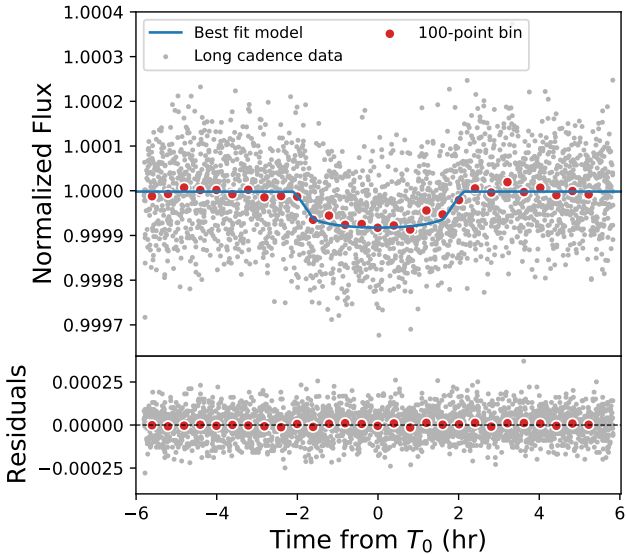 1.0004
1.0003
1.0002
1.0001
1.0000
0.9999
0.9998
0.9997
Normalized Flux
Best fit model
Long cadence data
100-point bin
0.00025
0.00000
−0.00025
Residuals
−6 −4 −2 0 2 4 6
Time from T₀ (hr)